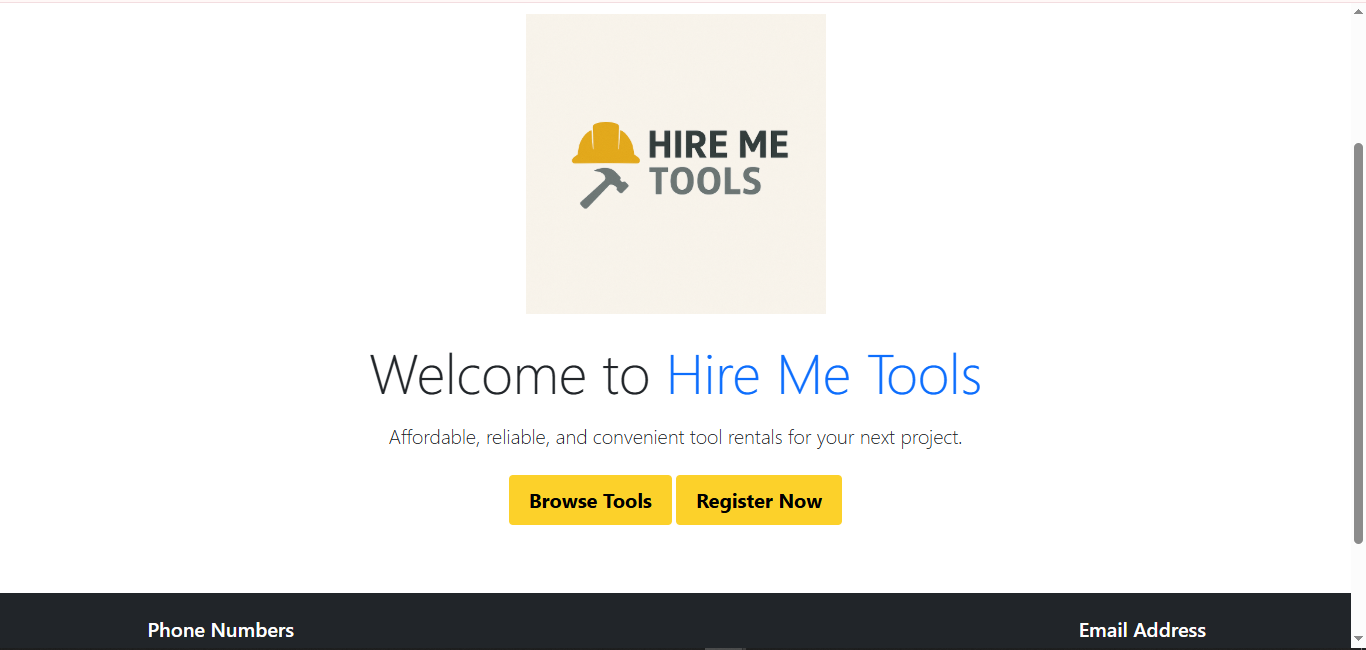 HIRE ME
TOOLS
Welcome to Hire Me Tools
Affordable, reliable, and convenient tool rentals for your next project.
Browse Tools Register Now
Phone Numbers Email Address